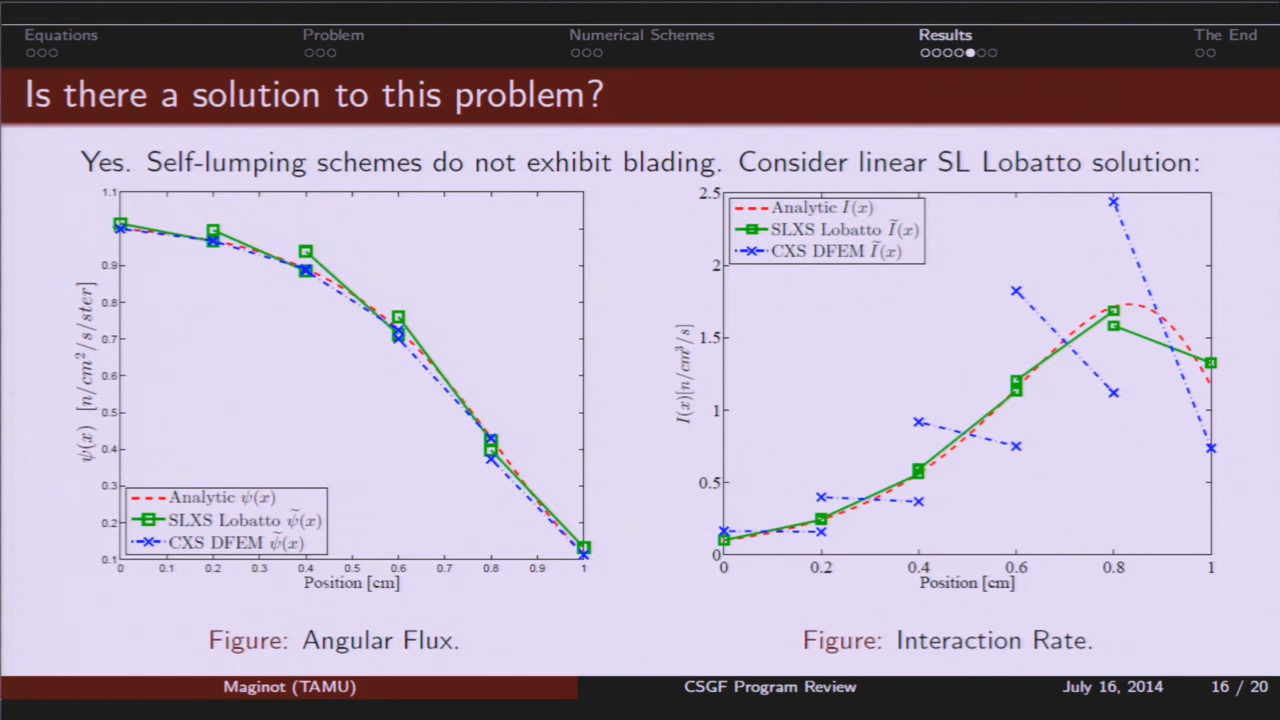 Equations Problem Numerical Schemes Results The End
Is there a solution to this problem?
Yes. Self-lumping schemes do not exhibit blading. Consider linear SL Lobatto solution:
1.1
0.9
0.8
0.7
0.6
0.5
0.4
0.3
0.2
0.1
ψ(x) [n/cm²/s/ster]
Analytic ψ(x)
SLXS Lobatto ψ̃(x)
CXS DFEM ψ̃(x)
0 0.1 0.2 0.3 0.4 0.5 0.6 0.7 0.8 0.9 1
Position [cm]
2.5
2
1.5
1
0.5
0
I(x)[n/cm³/s]
Analytic I(x)
SLXS Lobatto Ĩ(x)
CXS DFEM Ĩ(x)
0 0.2 0.4 0.6 0.8 1
Position [cm]
Figure: Angular Flux.
Figure: Interaction Rate.
Maginot (TAMU) CSGF Program Review July 16, 2014 16 / 20